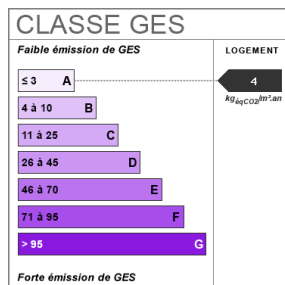 CLASSE GES
Faible émission de GES
LOGEMENT
≤ 3 A
4
kgéqCO2/m².an
4 à 10 B
11 à 25 C
26 à 45 D
46 à 70 E
71 à 95 F
> 95 G
Forte émission de GES